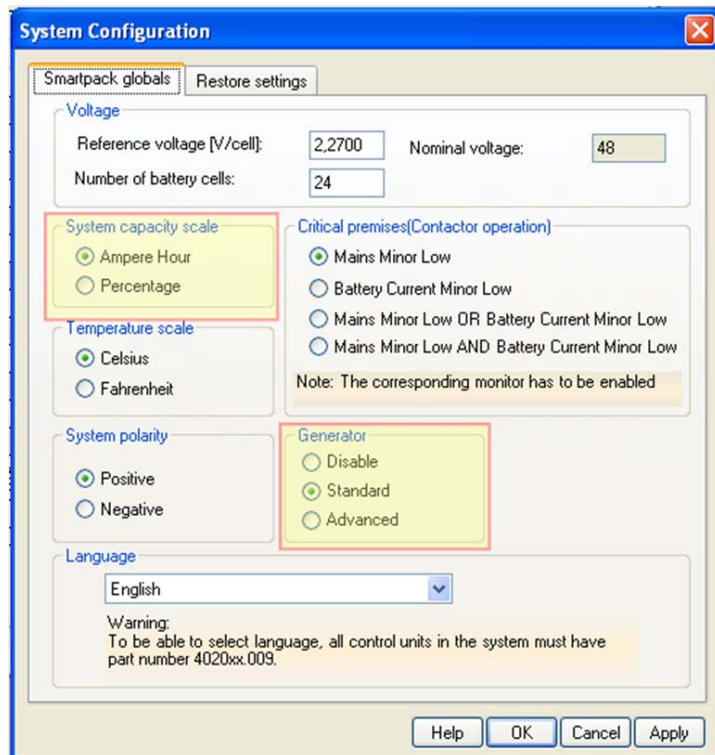 System Configuration
Smartpack globals
Restore settings
Voltage
Reference voltage [V/cell]: 2,2700 Nominal voltage: 48
Number of battery cells: 24
System capacity scale
Ampere Hour
Percentage
Critical premises(Contactor operation)
Mains Minor Low
Battery Current Minor Low
Mains Minor Low OR Battery Current Minor Low
Mains Minor Low AND Battery Current Minor Low
Note: The corresponding monitor has to be enabled
Temperature scale
Celsius
Fahrenheit
System polarity
Positive
Negative
Generator
Disable
Standard
Advanced
Language
English
Warning:
To be able to select language, all control units in the system must have
part number 4020xx.009.
Help OK Cancel Apply